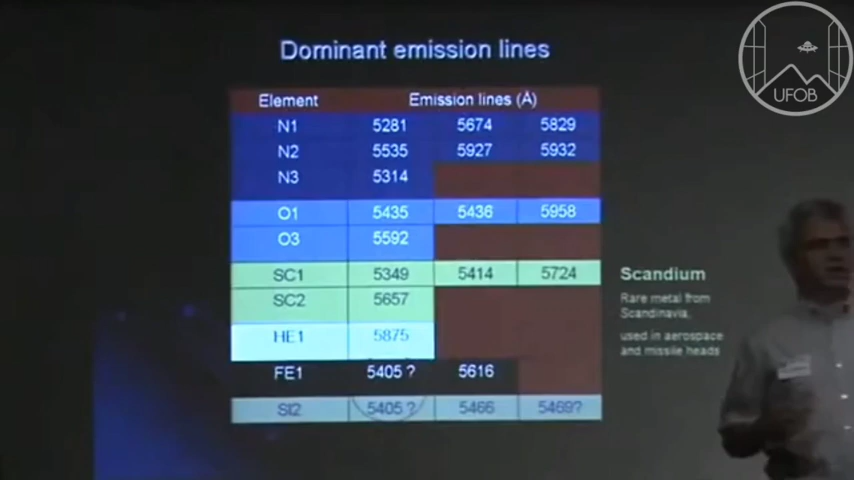 Dominant emission lines
UFOB
Element Emission lines (Å)
N1 5281 5674 5829
N2 5535 5927 5932
N3 5314
O1 5435 5436 5958
O3 5592
SC1 5349 5414 5724
SC2 5657
HE1 5875
FE1 5405 ? 5616
SI2 5405 ? 5466 5469?
Scandium
Rare metal from
Scandinavia,
used in aerospace
and missile heads